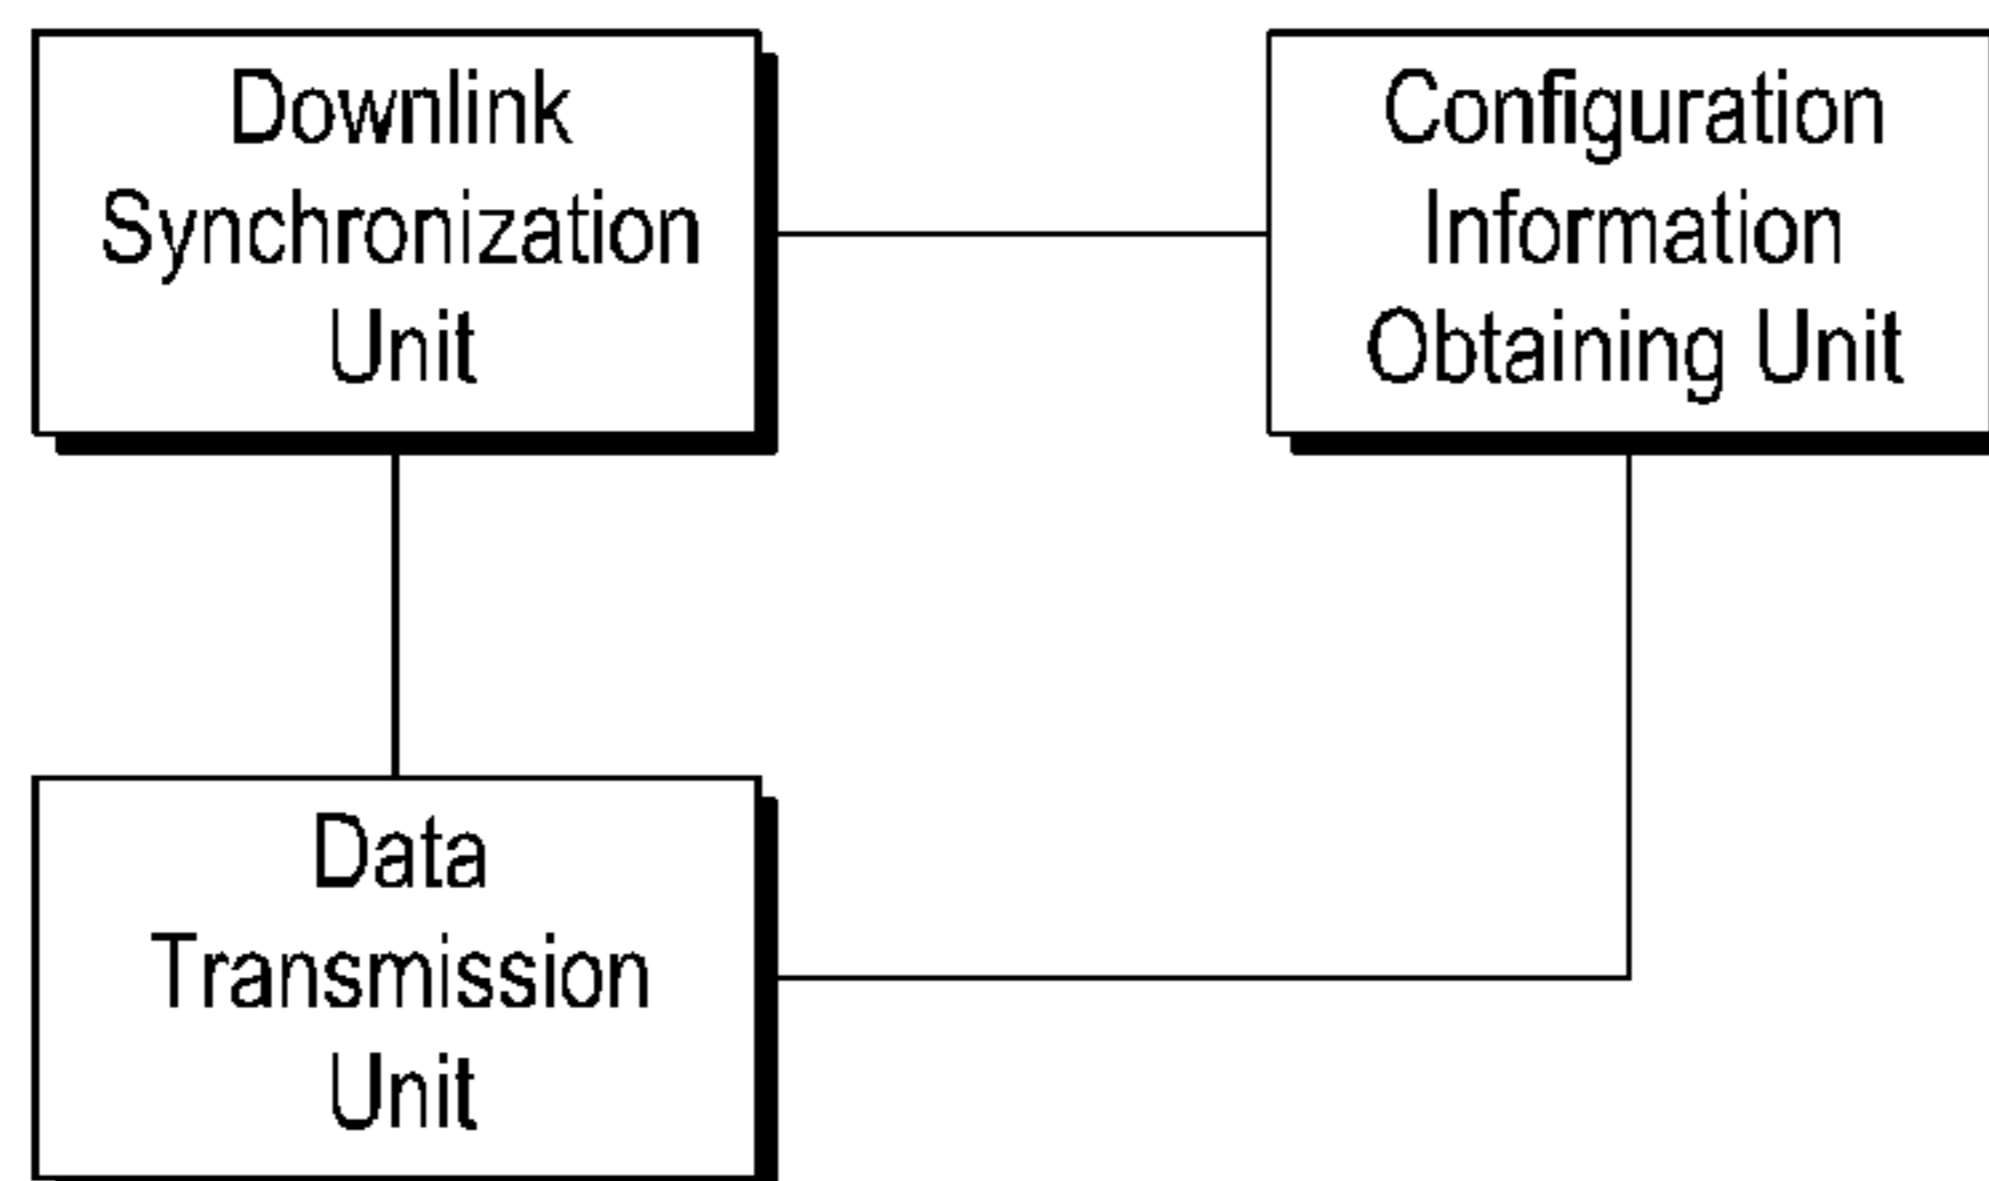 Downlink
Synchronization
Unit
Configuration
Information
Obtaining Unit
Data
Transmission
Unit